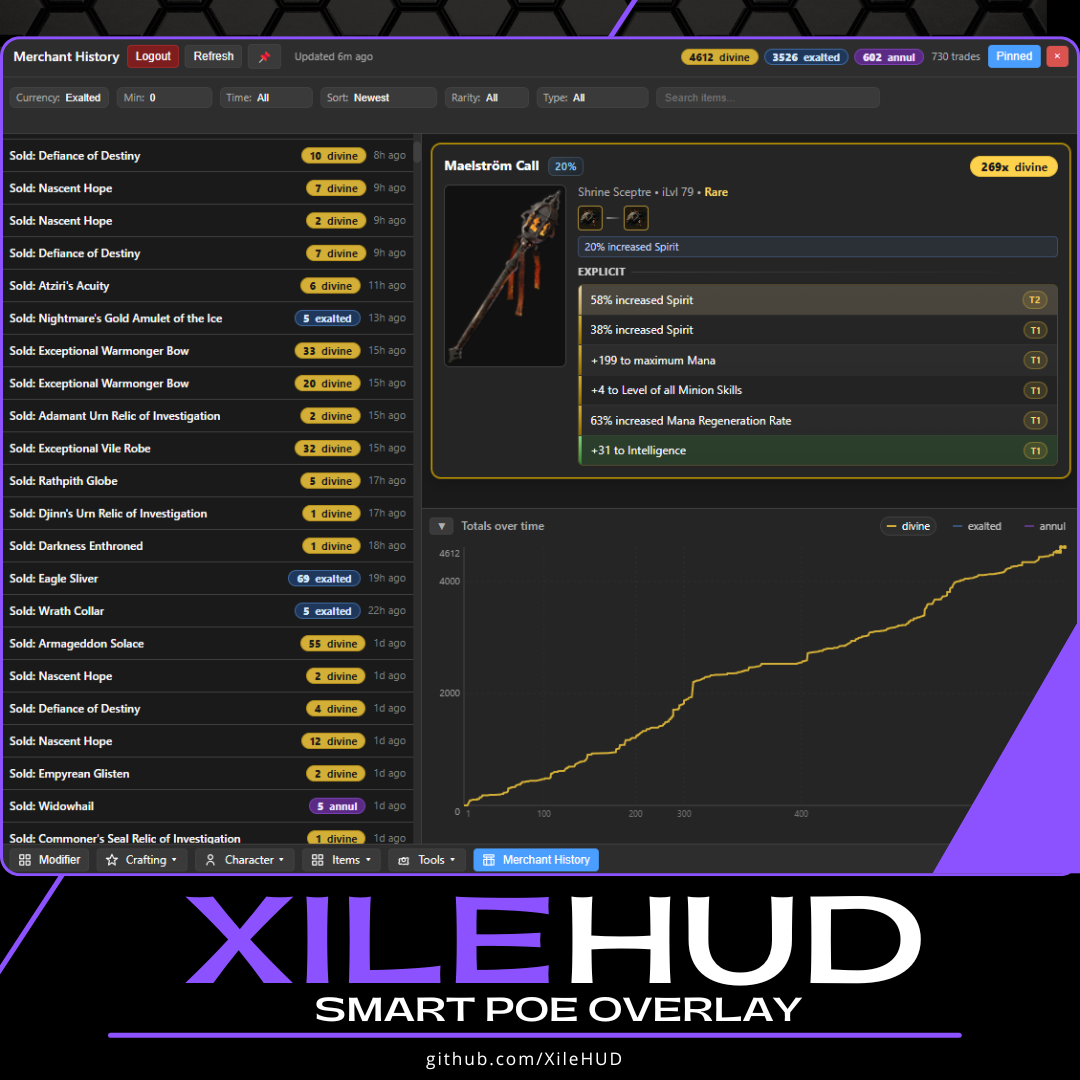 Merchant History Logout Refresh Updated 6m ago 4612 divine 3526 exalted 602 annul 730 trades Pinned ×
Currency: Exalted Min: 0 Time: All Sort: Newest Rarity: All Type: All Search items...
Sold: Defiance of Destiny 10 divine 8h ago
Sold: Nascent Hope 7 divine 9h ago
Sold: Nascent Hope 2 divine 9h ago
Sold: Defiance of Destiny 7 divine 9h ago
Sold: Atziri's Acuity 6 divine 11h ago
Sold: Nightmare's Gold Amulet of the Ice 5 exalted 13h ago
Sold: Exceptional Warmonger Bow 33 divine 15h ago
Sold: Exceptional Warmonger Bow 20 divine 15h ago
Sold: Adamant Urn Relic of Investigation 2 divine 15h ago
Sold: Exceptional Vile Robe 32 divine 15h ago
Sold: Rathpith Globe 5 divine 17h ago
Sold: Djinn's Urn Relic of Investigation 1 divine 17h ago
Sold: Darkness Enthroned 1 divine 18h ago
Sold: Eagle Sliver 69 exalted 19h ago
Sold: Wrath Collar 5 exalted 22h ago
Sold: Armageddon Solace 55 divine 1d ago
Sold: Nascent Hope 2 divine 1d ago
Sold: Defiance of Destiny 4 divine 1d ago
Sold: Nascent Hope 12 divine 1d ago
Sold: Empyrean Glisten 2 divine 1d ago
Sold: Widowhail 5 annul 1d ago
Sold: Commoner's Seal Relic of Investigation 1 divine 1d ago
Maelström Call 20% 269x divine
Shrine Sceptre • iLvl 79 • Rare
20% increased Spirit
EXPLICIT
58% increased Spirit T2
38% increased Spirit T1
+199 to maximum Mana T1
+4 to Level of all Minion Skills T1
63% increased Mana Regeneration Rate T1
+31 to Intelligence T1
▼ Totals over time divine exalted annul
4612
4000
2000
0
1 100 200 300 400
Modifier Crafting ▾ Character ▾ Items ▾ Tools ▾ Merchant History
XILEHUD
SMART POE OVERLAY
github.com/XileHUD